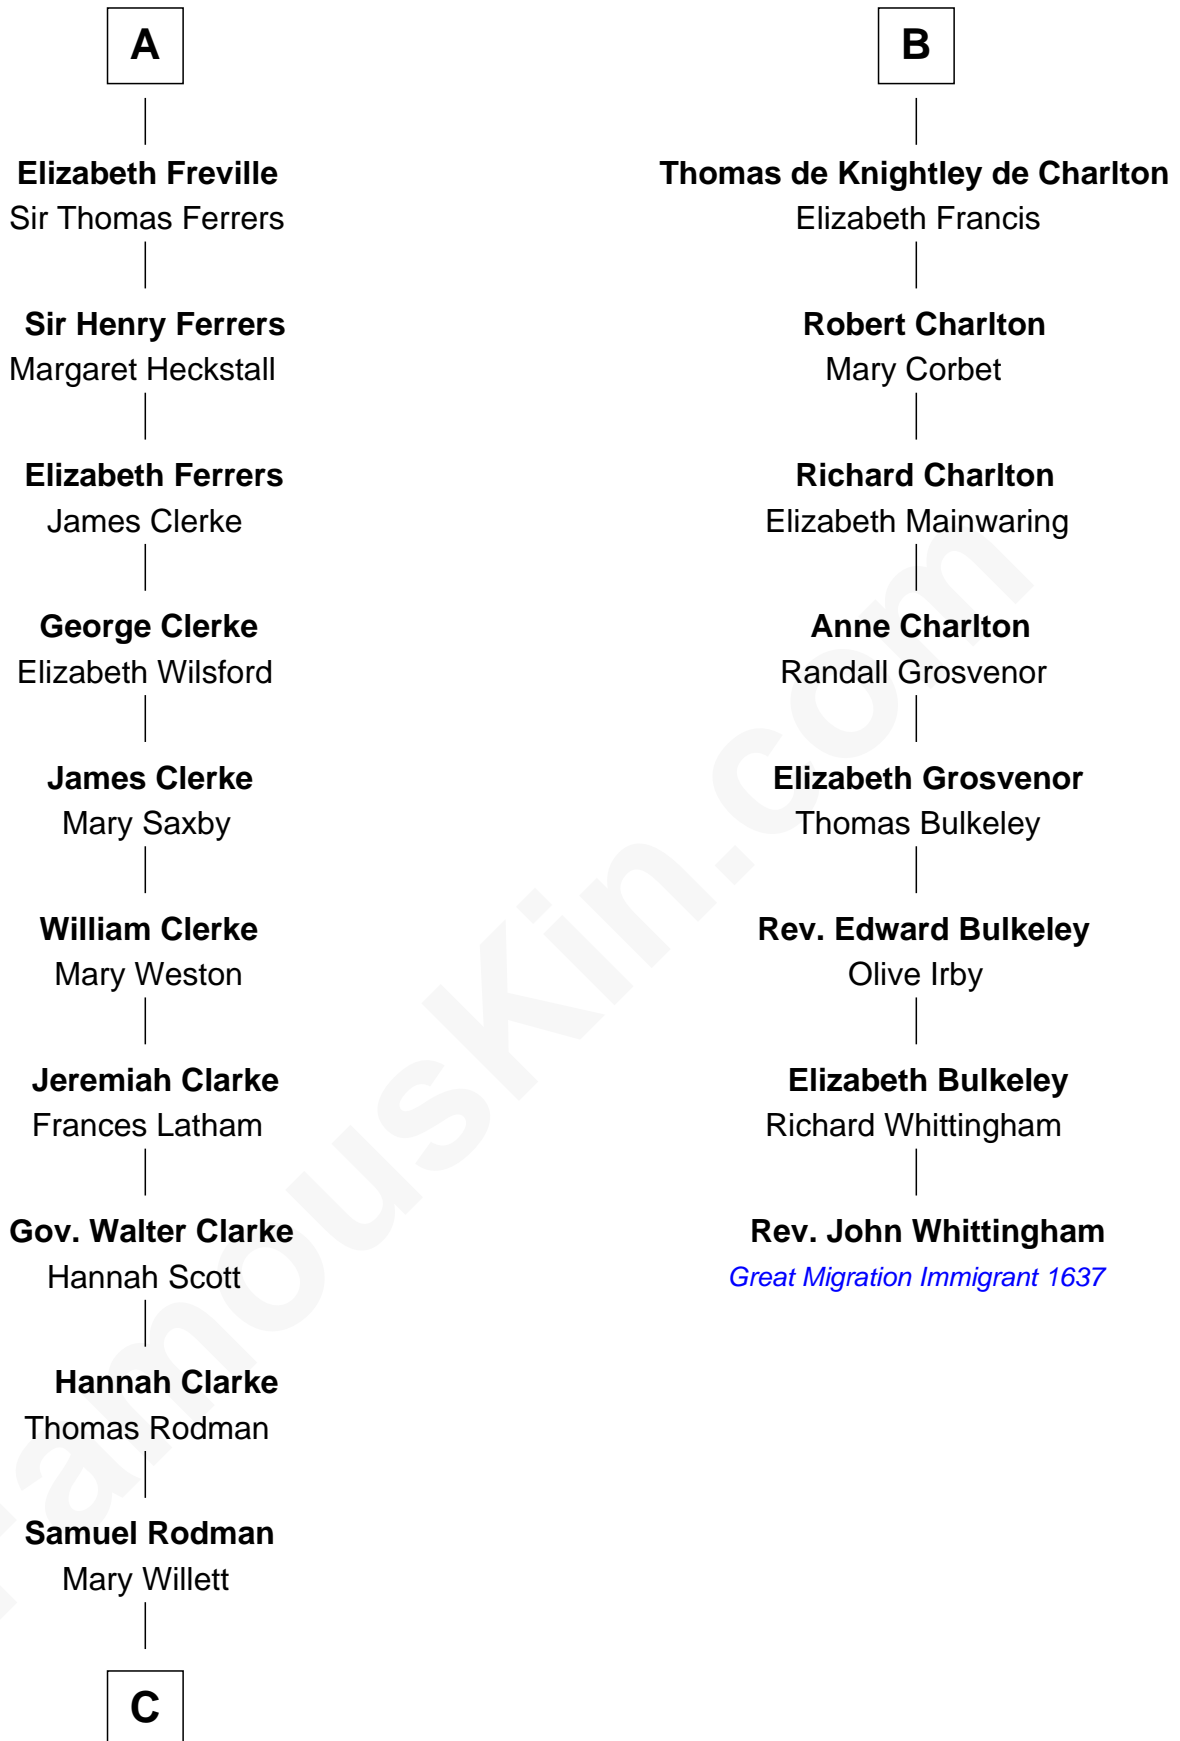 A
Elizabeth Freville
Sir Thomas Ferrers
Sir Henry Ferrers
Margaret Heckstall
Elizabeth Ferrers
James Clerke
George Clerke
Elizabeth Wilsford
James Clerke
Mary Saxby
William Clerke
Mary Weston
Jeremiah Clarke
Frances Latham
Gov. Walter Clarke
Hannah Scott
Hannah Clarke
Thomas Rodman
Samuel Rodman
Mary Willett
C
B
Thomas de Knightley de Charlton
Elizabeth Francis
Robert Charlton
Mary Corbet
Richard Charlton
Elizabeth Mainwaring
Anne Charlton
Randall Grosvenor
Elizabeth Grosvenor
Thomas Bulkeley
Rev. Edward Bulkeley
Olive Irby
Elizabeth Bulkeley
Richard Whittingham
Rev. John Whittingham
Great Migration Immigrant 1637
FamousKin.com